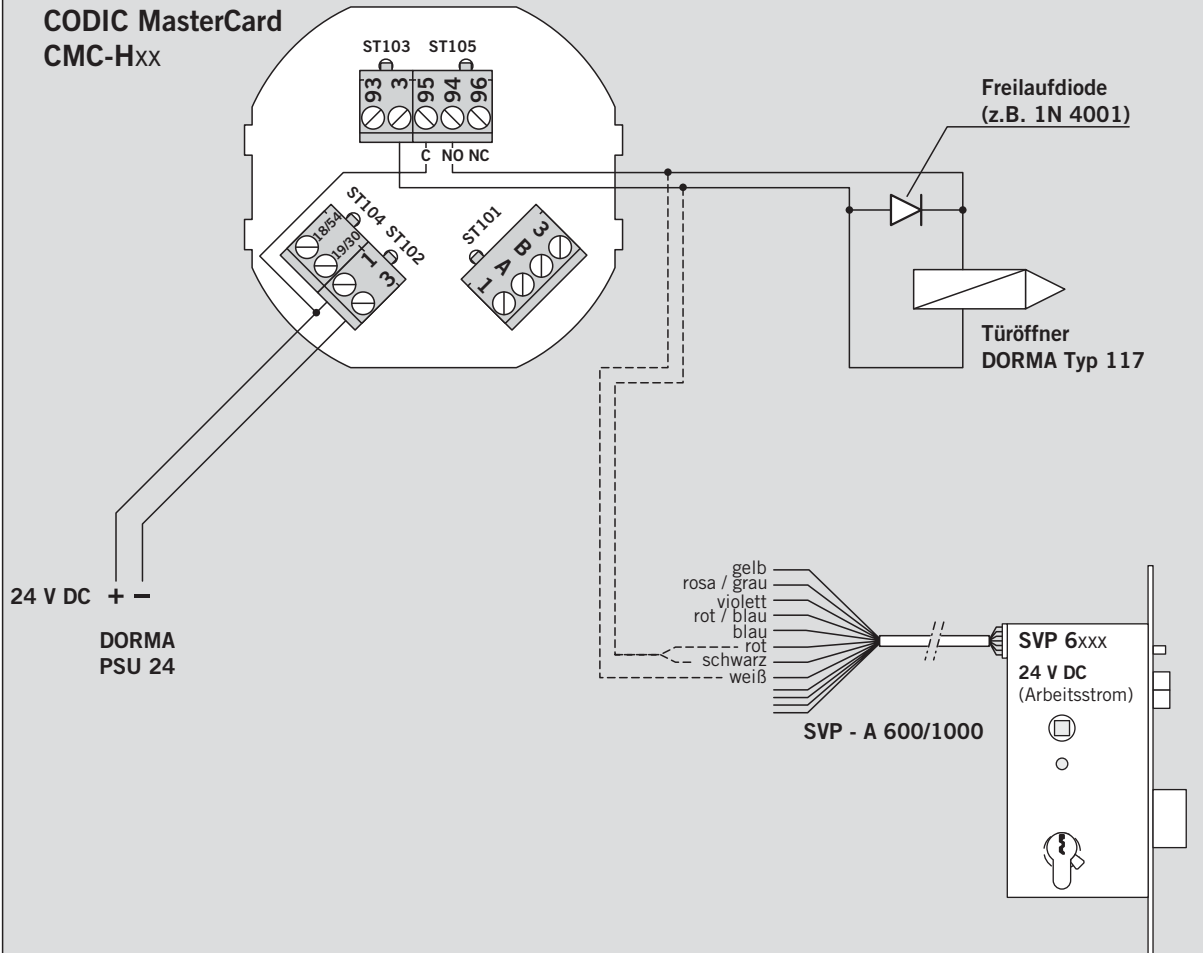 CODIC MasterCard
CMC-Hxx
ST103 ST105
93 3 95 94 96
C NO NC
Freilaufdiode
(z.B. 1N 4001)
ST104
ST102
18/54
19/30
1
3
ST101
1 A B 3
Türöffner
DORMA Typ 117
24 V DC + –
DORMA
PSU 24
gelb
rosa / grau
violett
rot / blau
blau
rot
schwarz
weiß
SVP - A 600/1000
SVP 6xxx
24 V DC
(Arbeitsstrom)